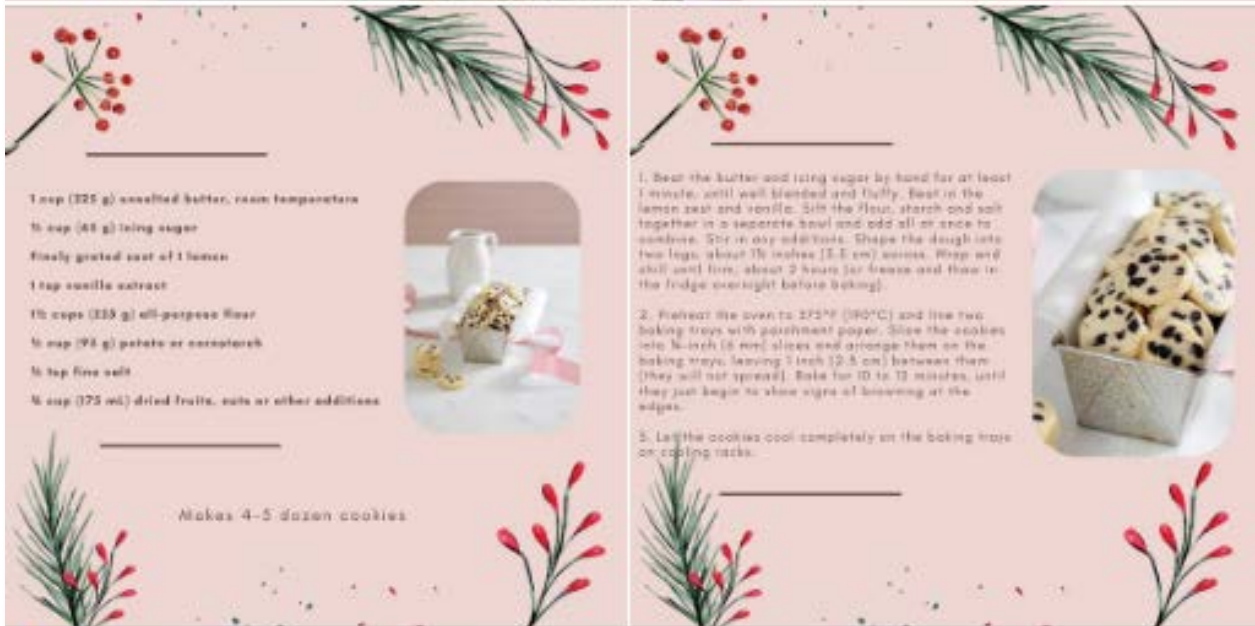 1 cup (225 g) unsalted butter, room temperature
½ cup (65 g) icing sugar
finely grated zest of 1 lemon
1 tsp vanilla extract
1½ cups (235 g) all-purpose flour
½ cup (95 g) potato or cornstarch
½ tsp fine salt
¾ cup (175 mL) dried fruits, nuts or other additions
Makes 4-5 dozen cookies
1. Beat the butter and icing sugar by hand for at least
1 minute, until well blended and fluffy. Beat in the
lemon zest and vanilla. Sift the flour, starch and salt
together in a separate bowl and add all at once to
combine. Stir in any additions. Shape the dough into
two logs, about 1½ inches (3.5 cm) across. Wrap and
chill until firm, about 2 hours (or freeze and thaw in
the fridge overnight before baking).
2. Preheat the oven to 375°F (190°C) and line two
baking trays with parchment paper. Slice the cookies
into ¼-inch (6 mm) slices and arrange them on the
baking trays, leaving 1 inch (2.5 cm) between them
(they will not spread). Bake for 10 to 12 minutes, until
they just begin to show signs of browning at the
edges.
3. Let the cookies cool completely on the baking trays
on cooling racks.